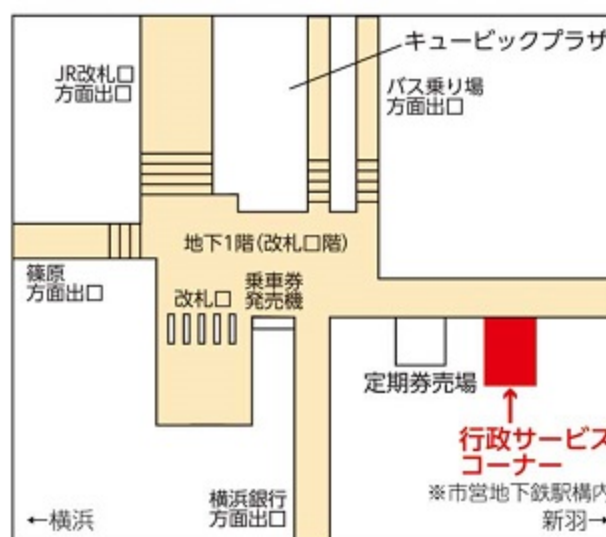 キュービックプラザ
JR改札口
方面出口
バス乗り場
方面出口
地下1階(改札口階)
篠原
方面出口
改札口
乗車券
発売機
定期券売場
行政サービス
コーナー
※市営地下鉄駅構内
横浜銀行
方面出口
←横浜
新羽→